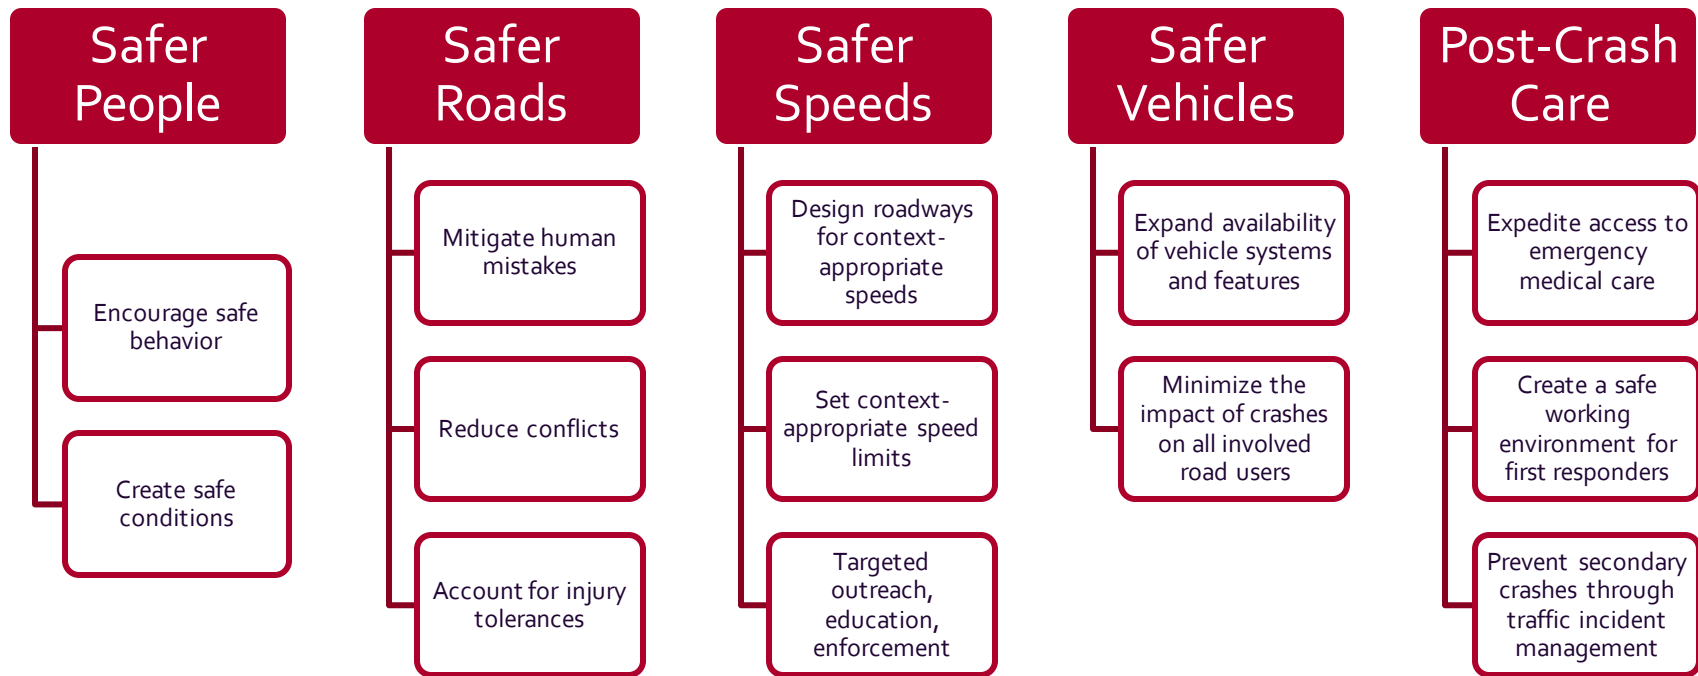 Safer
People
Encourage safe
behavior
Create safe
conditions
Safer
Roads
Mitigate human
mistakes
Reduce conflicts
Account for injury
tolerances
Safer
Speeds
Design roadways
for context-
appropriate
speeds
Set context-
appropriate speed
limits
Targeted
outreach,
education,
enforcement
Safer
Vehicles
Expand availability
of vehicle systems
and features
Minimize the
impact of crashes
on all involved
road users
Post-Crash
Care
Expedite access to
emergency
medical care
Create a safe
working
environment for
first responders
Prevent secondary
crashes through
traffic incident
management